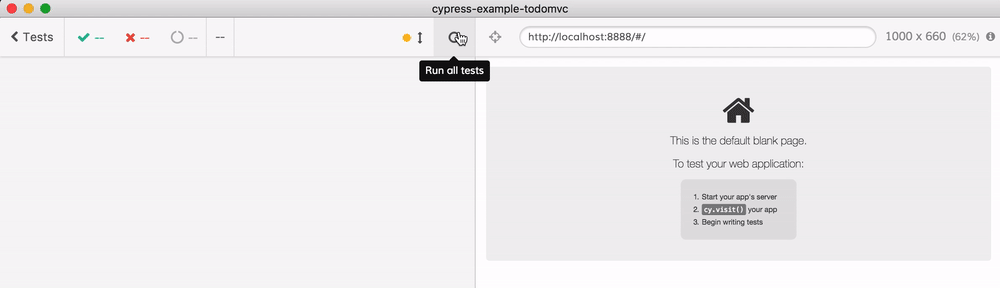 cypress-example-todomvc
Tests -- -- -- --
http://localhost:8888/#/
1000 x 660 (62%)
Run all tests
This is the default blank page.
To test your web application:
1. Start your app's server
2. cy.visit() your app
3. Begin writing tests